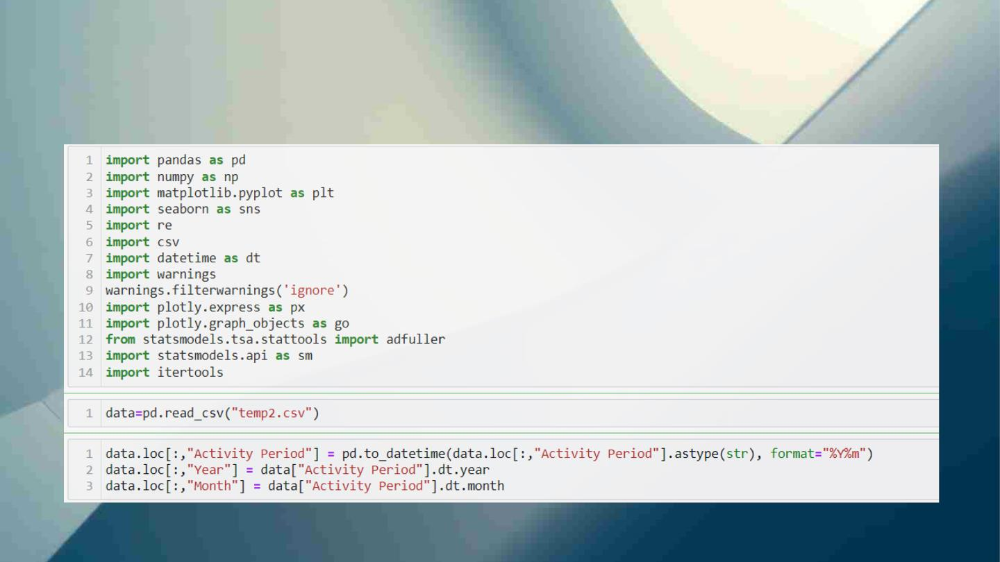 1 import pandas as pd
2 import numpy as np
3 import matplotlib.pyplot as plt
4 import seaborn as sns
5 import re
6 import csv
7 import datetime as dt
8 import warnings
9 warnings.filterwarnings('ignore')
10 import plotly.express as px
11 import plotly.graph_objects as go
12 from statsmodels.tsa.stattools import adfuller
13 import statsmodels.api as sm
14 import itertools
1 data=pd.read_csv("temp2.csv")
1 data.loc[:,"Activity Period"] = pd.to_datetime(data.loc[:,"Activity Period"].astype(str), format="%Y%m")
2 data.loc[:,"Year"] = data["Activity Period"].dt.year
3 data.loc[:,"Month"] = data["Activity Period"].dt.month